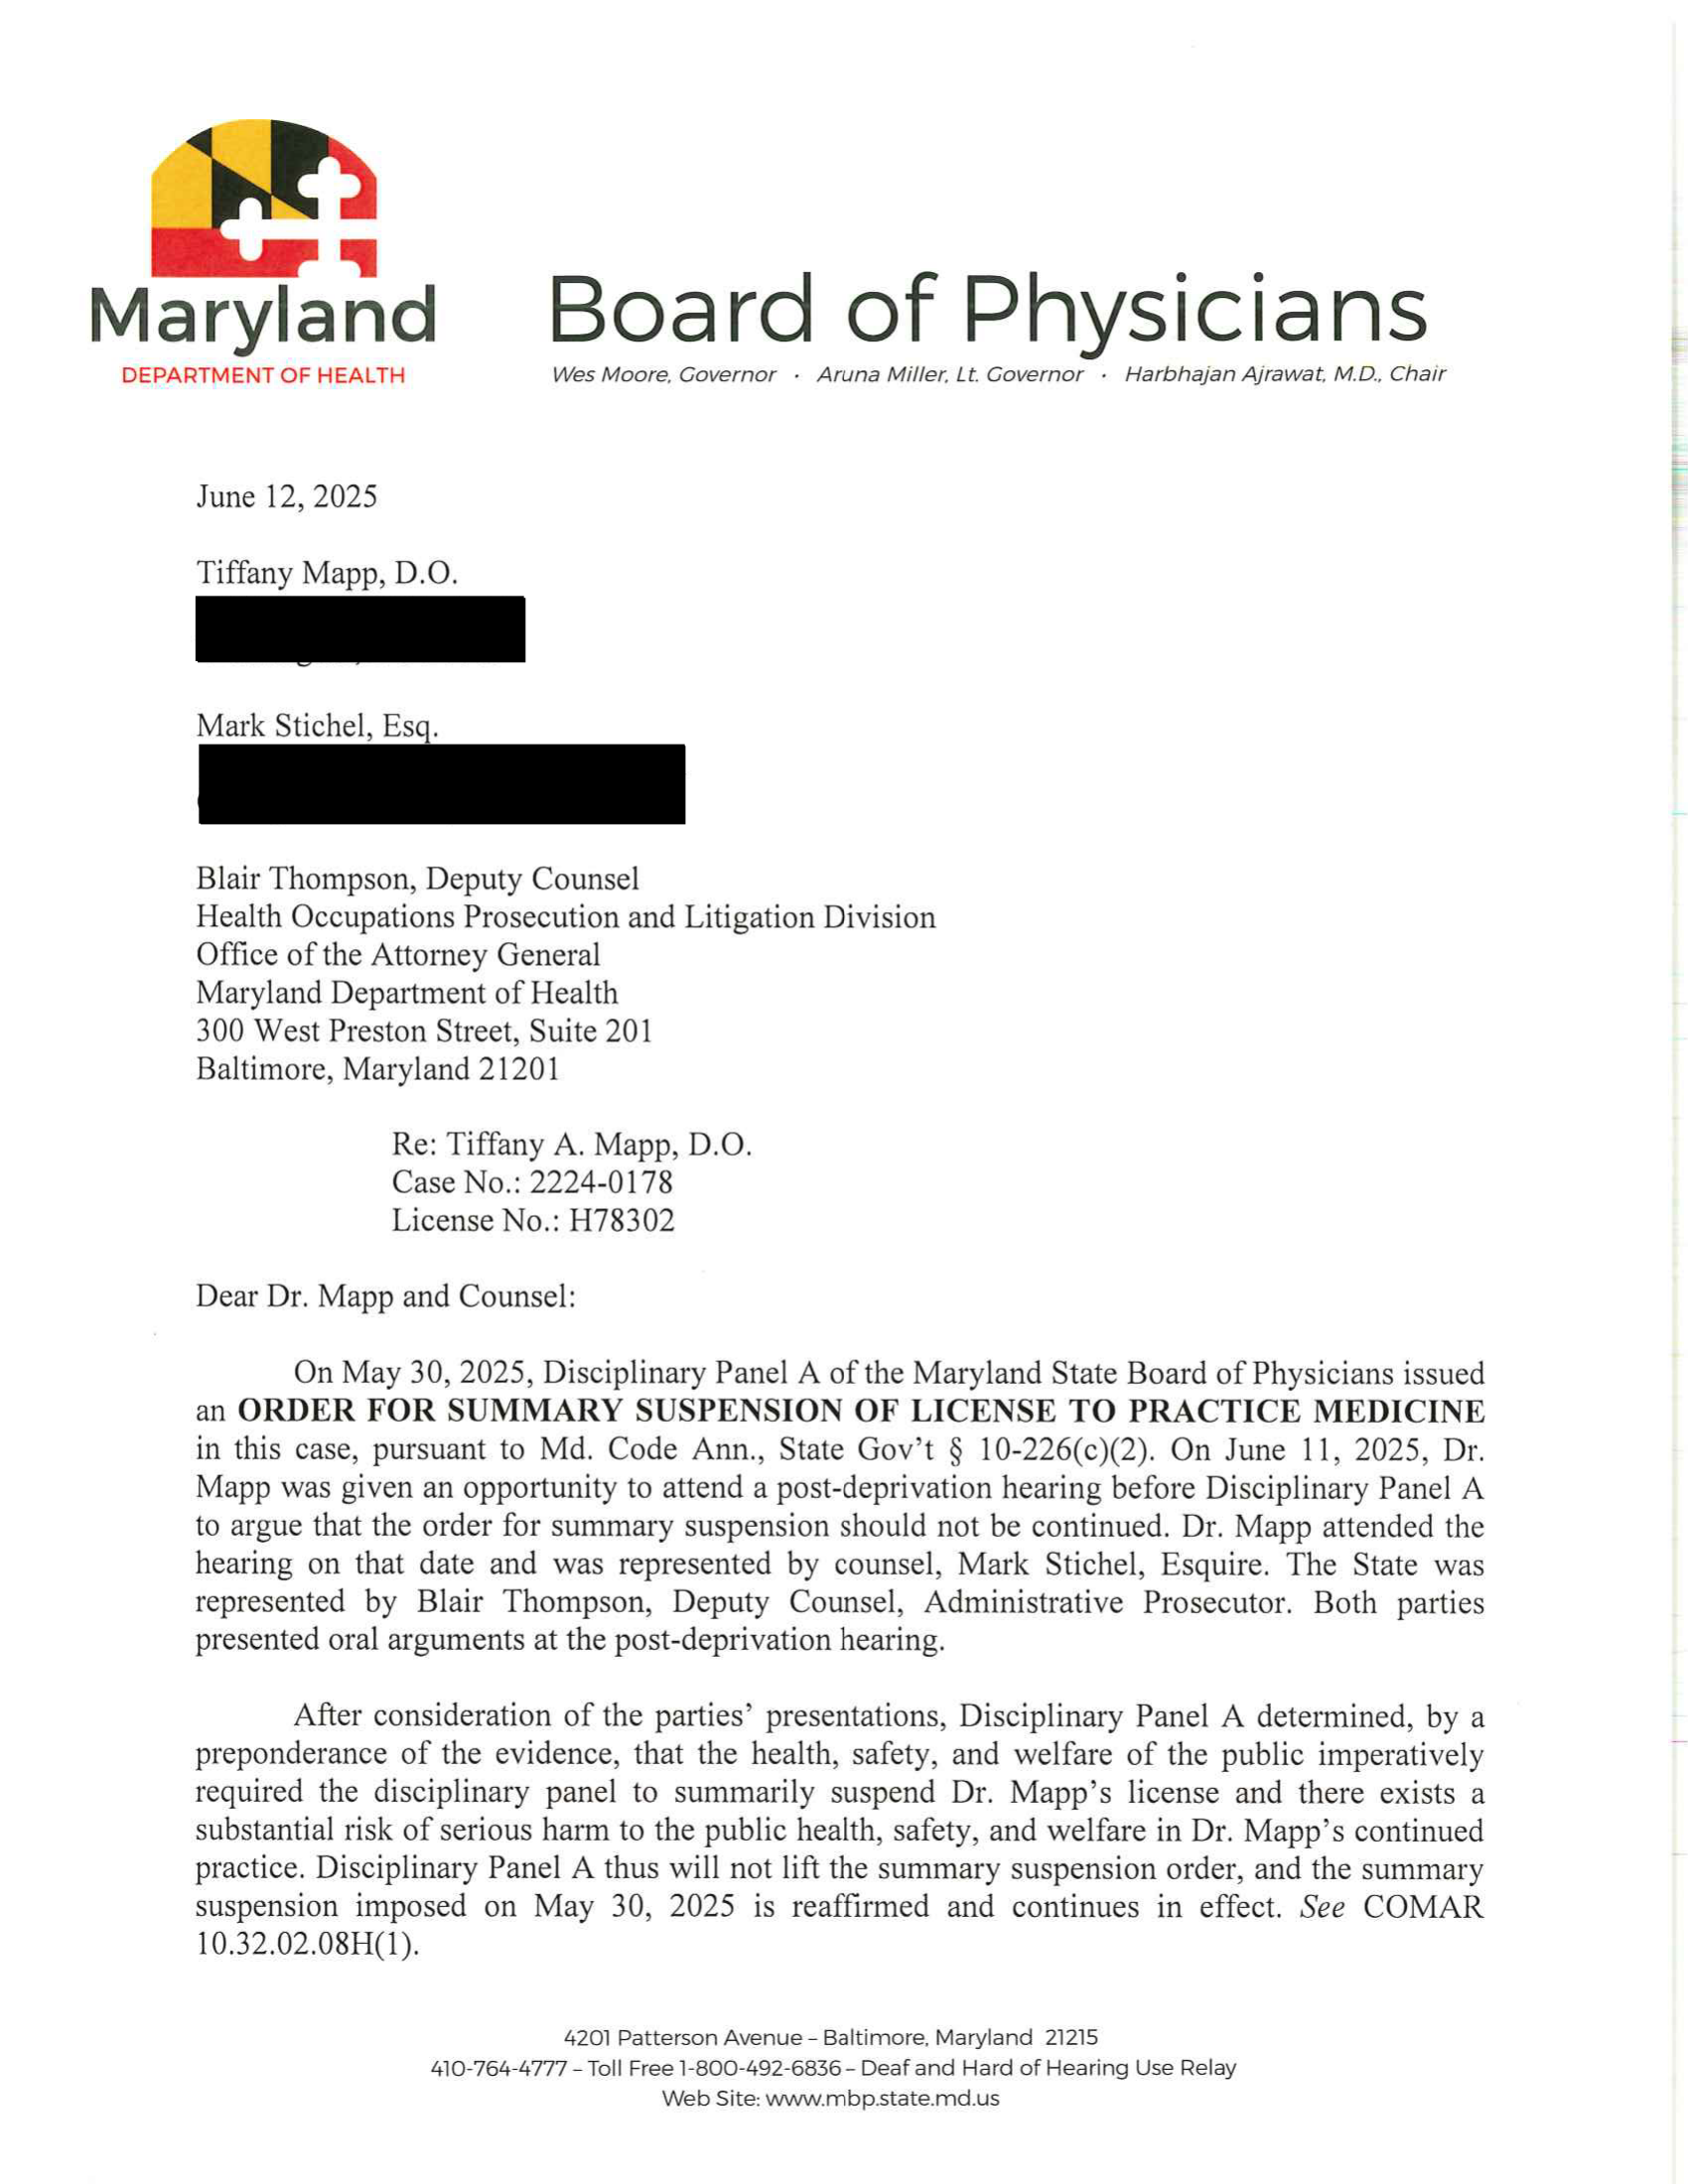 Maryland
DEPARTMENT OF HEALTH
Board of Physicians
Wes Moore, Governor · Aruna Miller, Lt. Governor · Harbhajan Ajrawat, M.D., Chair
June 12, 2025
Tiffany Mapp, D.O.
Mark Stichel, Esq.
Blair Thompson, Deputy Counsel
Health Occupations Prosecution and Litigation Division
Office of the Attorney General
Maryland Department of Health
300 West Preston Street, Suite 201
Baltimore, Maryland 21201
Re: Tiffany A. Mapp, D.O.
Case No.: 2224-0178
License No.: H78302
Dear Dr. Mapp and Counsel:
On May 30, 2025, Disciplinary Panel A of the Maryland State Board of Physicians issued
an ORDER FOR SUMMARY SUSPENSION OF LICENSE TO PRACTICE MEDICINE
in this case, pursuant to Md. Code Ann., State Gov't § 10-226(c)(2). On June 11, 2025, Dr.
Mapp was given an opportunity to attend a post-deprivation hearing before Disciplinary Panel A
to argue that the order for summary suspension should not be continued. Dr. Mapp attended the
hearing on that date and was represented by counsel, Mark Stichel, Esquire. The State was
represented by Blair Thompson, Deputy Counsel, Administrative Prosecutor. Both parties
presented oral arguments at the post-deprivation hearing.
After consideration of the parties' presentations, Disciplinary Panel A determined, by a
preponderance of the evidence, that the health, safety, and welfare of the public imperatively
required the disciplinary panel to summarily suspend Dr. Mapp's license and there exists a
substantial risk of serious harm to the public health, safety, and welfare in Dr. Mapp's continued
practice. Disciplinary Panel A thus will not lift the summary suspension order, and the summary
suspension imposed on May 30, 2025 is reaffirmed and continues in effect. See COMAR
10.32.02.08H(1).
4201 Patterson Avenue – Baltimore, Maryland 21215
410-764-4777 – Toll Free 1-800-492-6836 – Deaf and Hard of Hearing Use Relay
Web Site: www.mbp.state.md.us